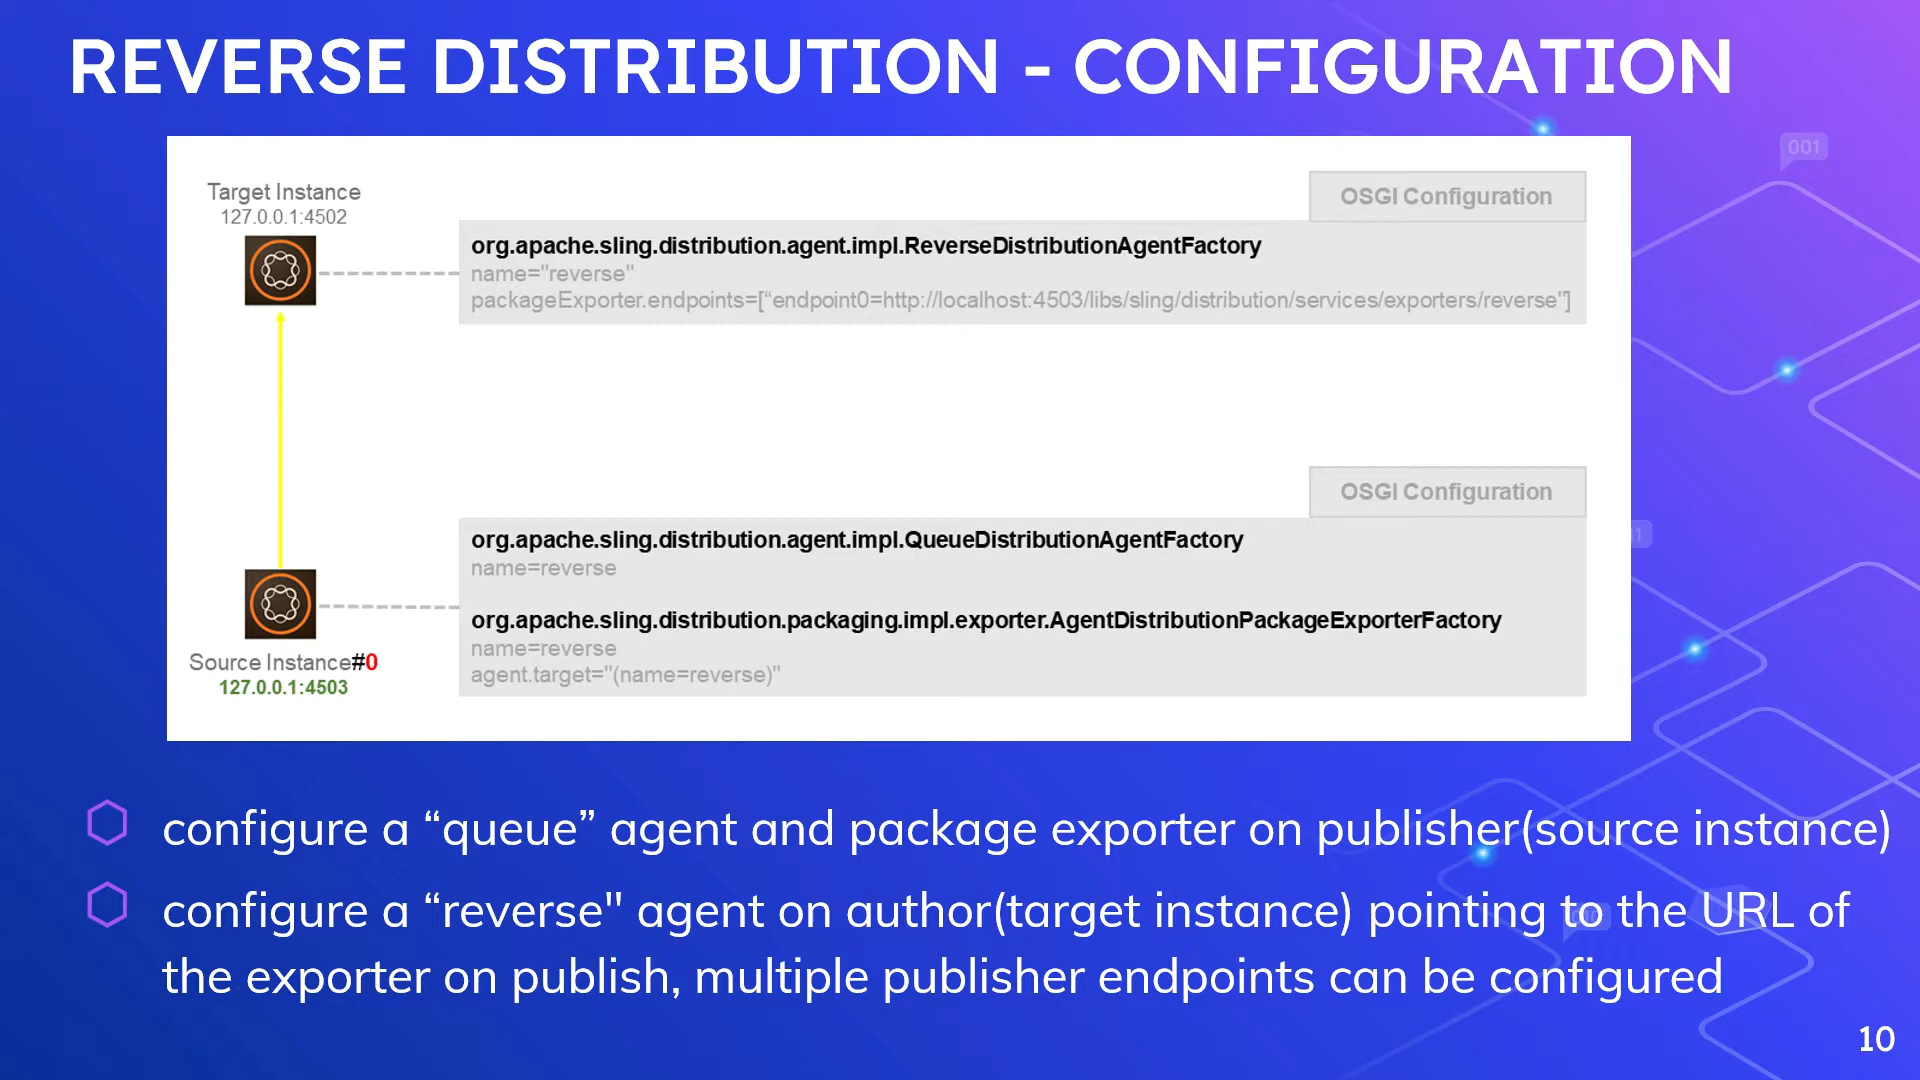 REVERSE DISTRIBUTION - CONFIGURATION
001
Target Instance
127.0.0.1:4502
OSGI Configuration
org.apache.sling.distribution.agent.impl.ReverseDistributionAgentFactory
name="reverse"
packageExporter.endpoints=[“endpoint0=http://localhost:4503/libs/sling/distribution/services/exporters/reverse"]
OSGI Configuration
org.apache.sling.distribution.agent.impl.QueueDistributionAgentFactory
name=reverse
org.apache.sling.distribution.packaging.impl.exporter.AgentDistributionPackageExporterFactory
name=reverse
agent.target="(name=reverse)"
Source Instance#0
127.0.0.1:4503
configure a “queue” agent and package exporter on publisher(source instance)
configure a “reverse" agent on author(target instance) pointing to the URL of
the exporter on publish, multiple publisher endpoints can be configured
10